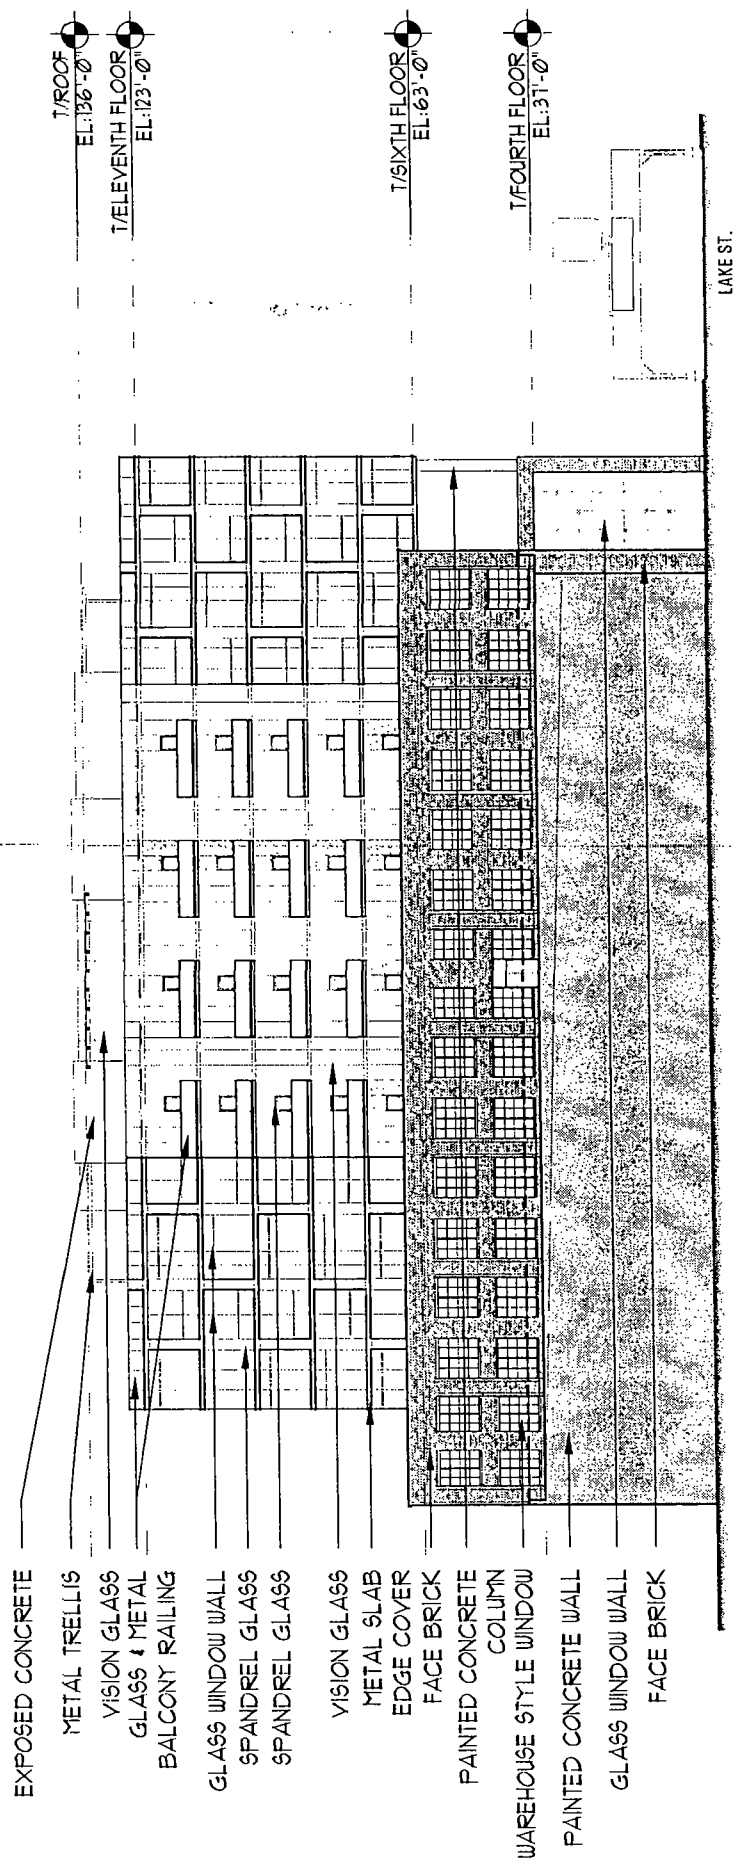 T/ROOF
EL:136'-0"
T/ELEVENTH FLOOR
EL:123'-0"
T/SIXTH FLOOR
EL:63'-0"
T/FOURTH FLOOR
EL:37'-0"
LAKE ST.
EXPOSED CONCRETE
METAL TRELLIS
VISION GLASS
GLASS & METAL
BALCONY RAILING
GLASS WINDOW WALL
SPANDREL GLASS
SPANDREL GLASS
VISION GLASS
METAL SLAB
EDGE COVER
FACE BRICK
PAINTED CONCRETE
COLUMN
WAREHOUSE STYLE WINDOW
PAINTED CONCRETE WALL
GLASS WINDOW WALL
FACE BRICK